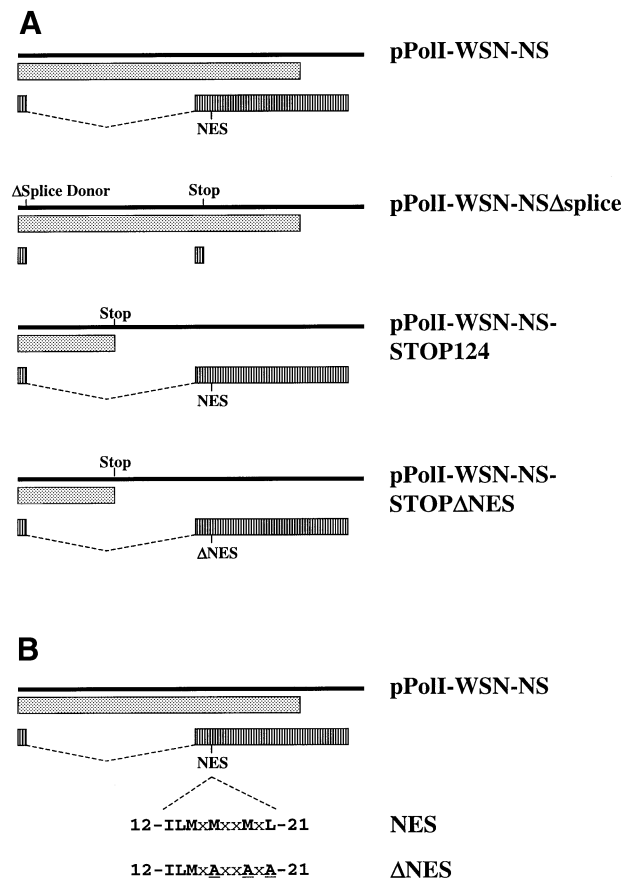 A
pPolI-WSN-NS
NES
ΔSplice Donor
Stop
pPolI-WSN-NSΔsplice
Stop
pPolI-WSN-NS-
STOP124
NES
Stop
pPolI-WSN-NS-
STOPΔNES
ΔNES
B
pPolI-WSN-NS
NES
12-ILMxMxxMxL-21
NES
12-ILMxAxxAxA-21
ΔNES